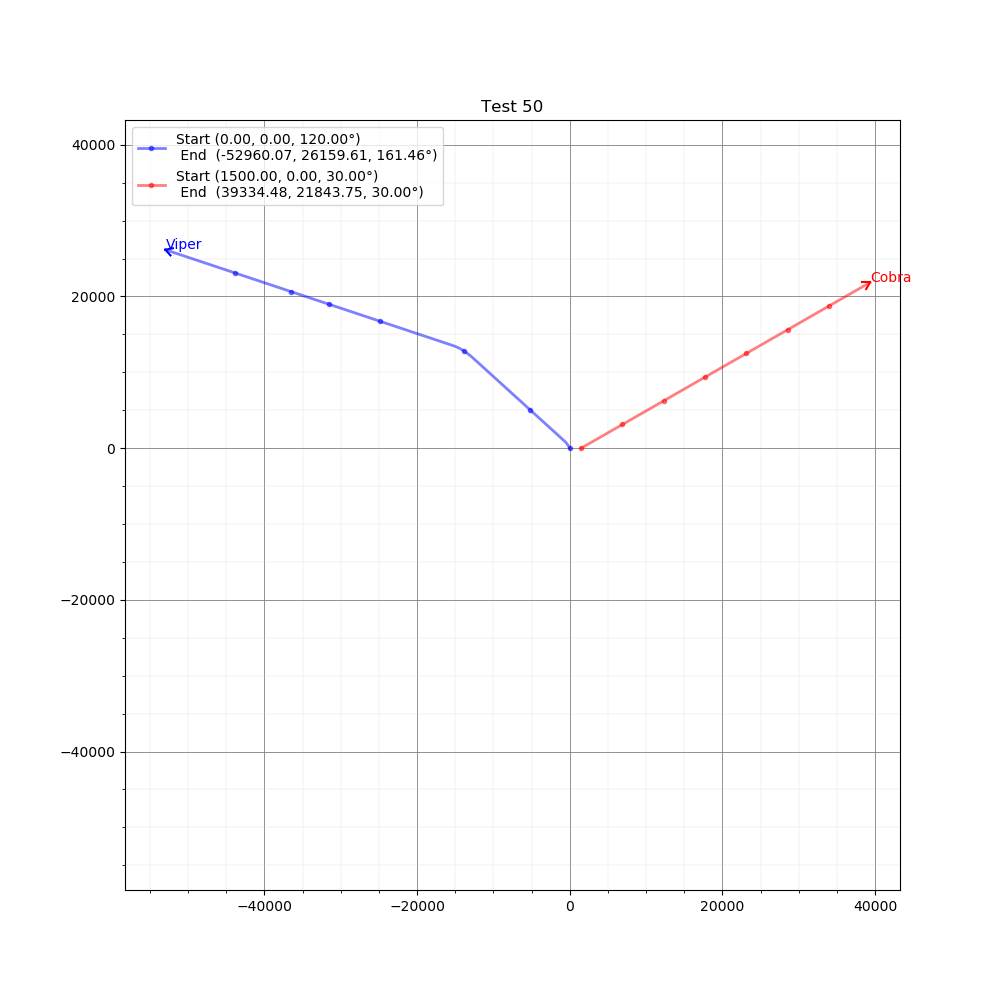 Test 50
Start (0.00, 0.00, 120.00°)
End (-52960.07, 26159.61, 161.46°)
Start (1500.00, 0.00, 30.00°)
End (39334.48, 21843.75, 30.00°)
40000
Viper
Cobra
20000
0
−20000
−40000
−40000 −20000 0 20000 40000